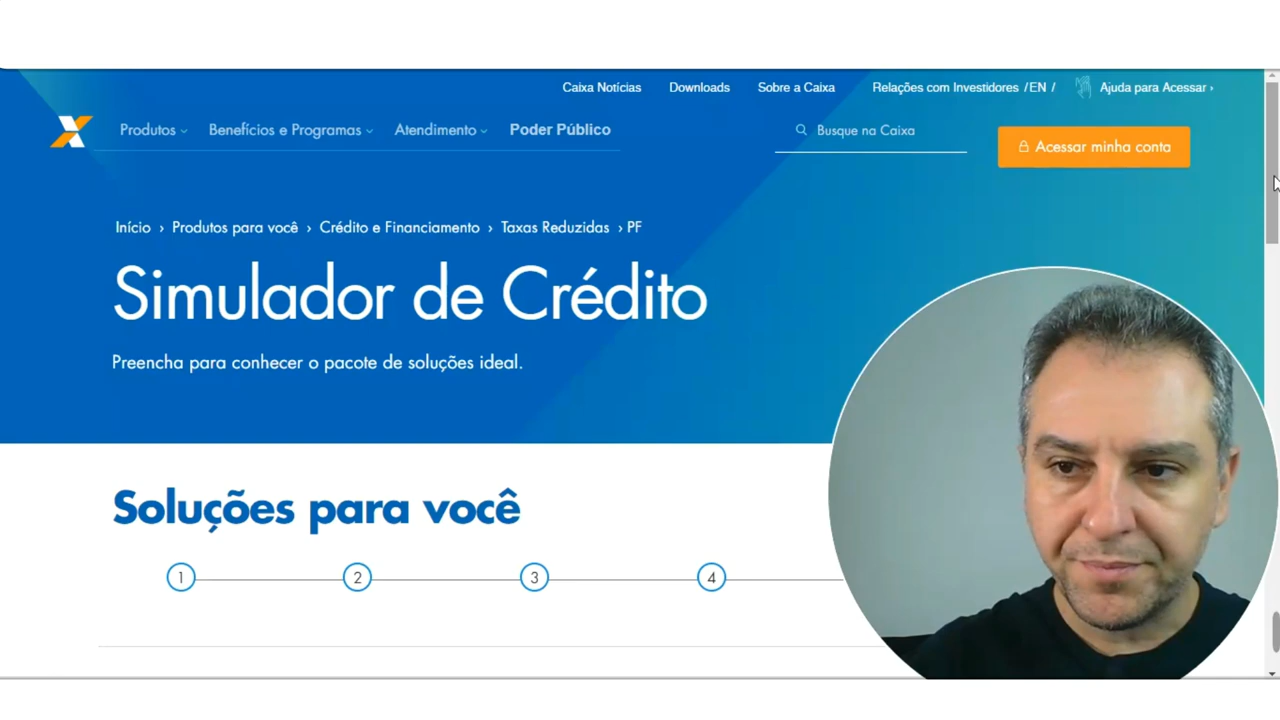 Caixa Notícias Downloads Sobre a Caixa Relações com Investidores /EN / Ajuda para Acessar ›
Produtos Benefícios e Programas Atendimento Poder Público Busque na Caixa Acessar minha conta
Início › Produtos para você › Crédito e Financiamento › Taxas Reduzidas › PF
Simulador de Crédito
Preencha para conhecer o pacote de soluções ideal.
Soluções para você
1 2 3 4